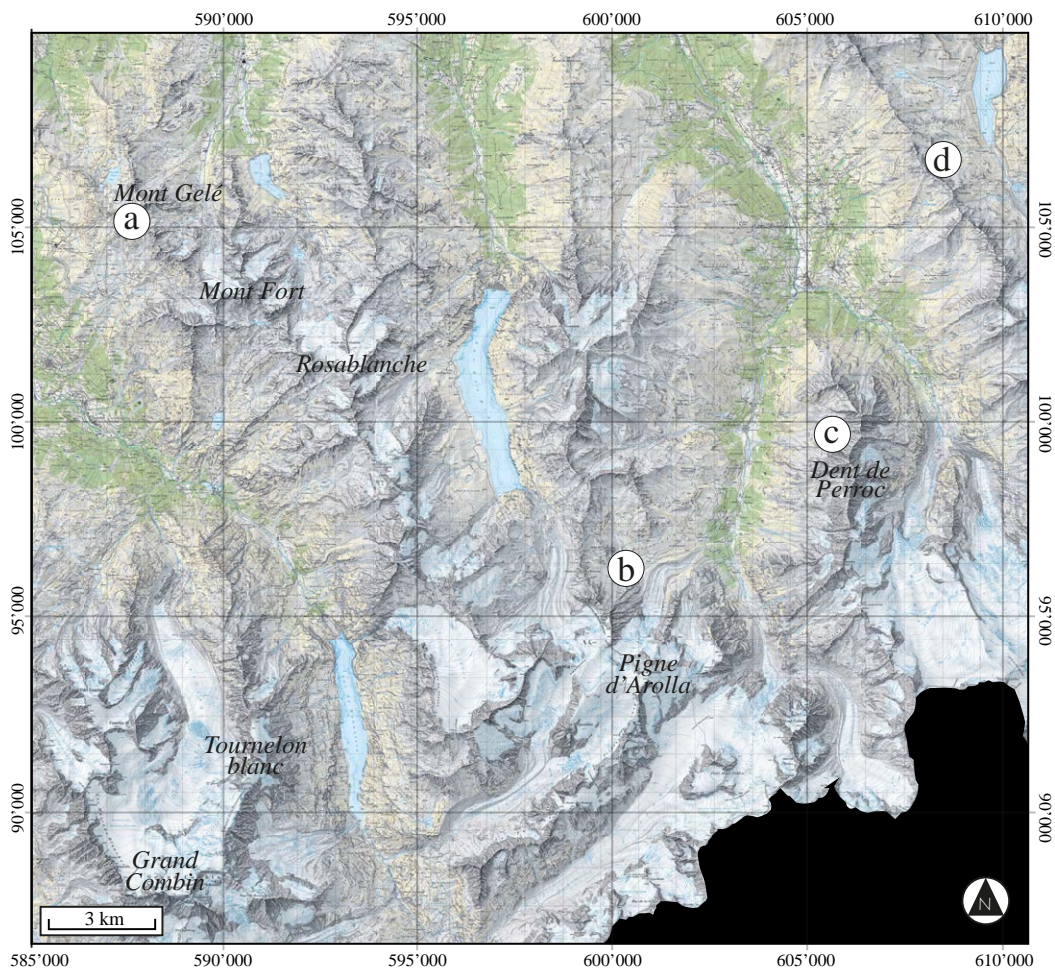 590’000 595’000 600’000 605’000 610’000
d
Mont Gelé
a
105’000 105’000
Mont Fort
Rosablanche
100’000 100’000
c
Dent de
Perroc
b
95’000 95’000
Pigne
d’Arolla
Tournelon
blanc
90’000 90’000
Grand
Combin
3 km
N
585’000 590’000 595’000 600’000 605’000 610’000